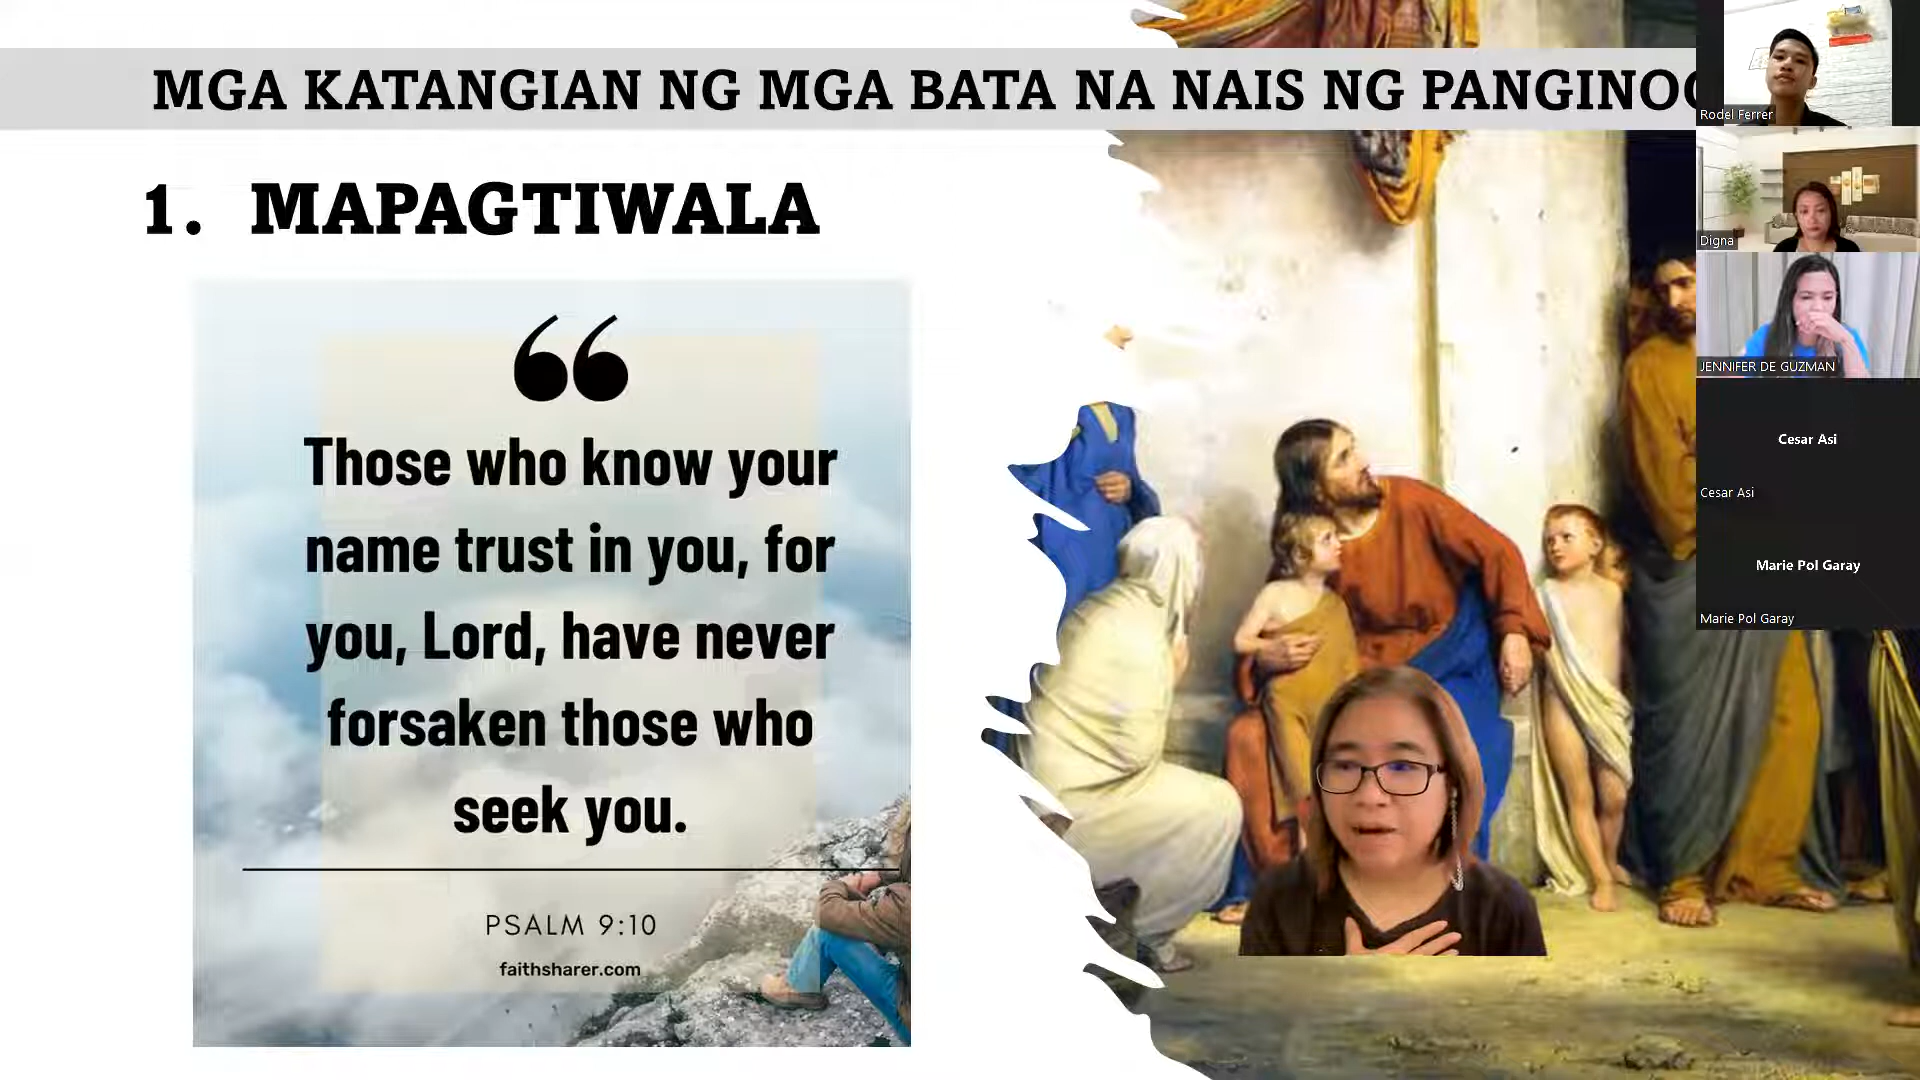 MGA KATANGIAN NG MGA BATA NA NAIS NG
1. MAPAGTIWALA
Those who know your
name trust in you, for
you, Lord, have never
forsaken those who
seek you.
PSALM 9:10
faithsharer.com
Rodel Ferrer
Digna
JENNIFER DE GUZMAN
Cesar Asi
Cesar Asi
Marie Pol Garay
Marie Pol Garay